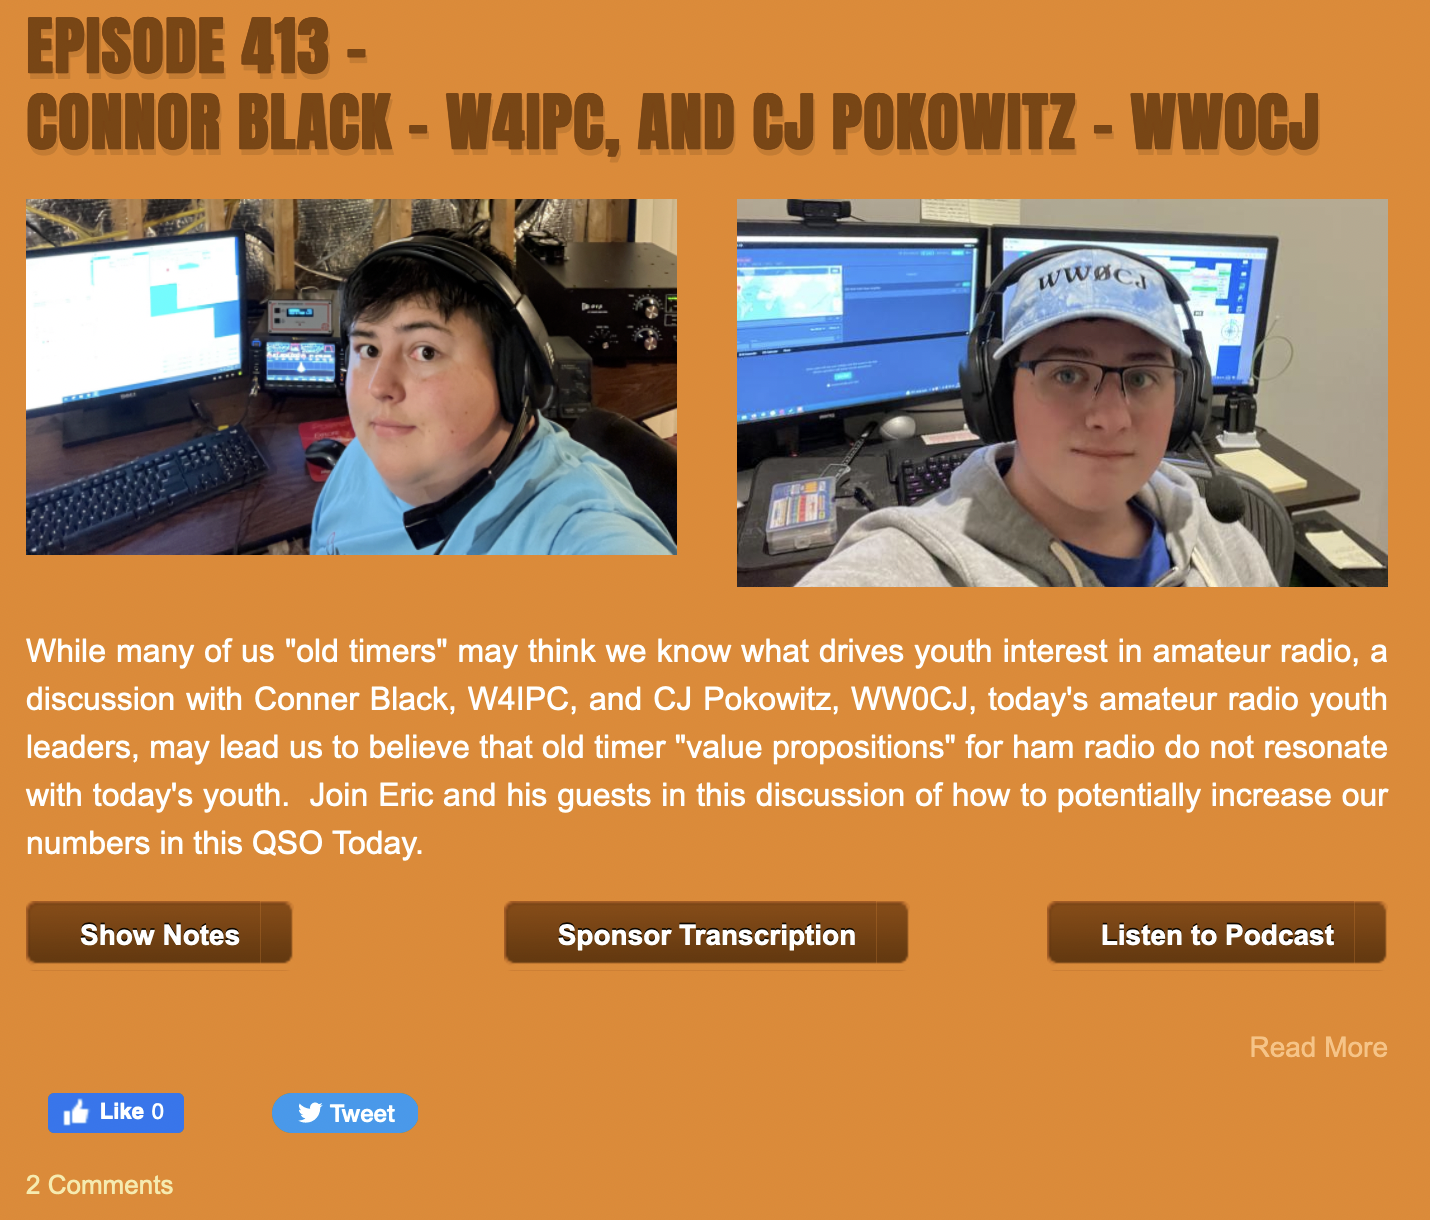 EPISODE 413 -
CONNOR BLACK - W4IPC, AND CJ POKOWITZ - WW0CJ
WWØCJ
While many of us "old timers" may think we know what drives youth interest in amateur radio, a
discussion with Conner Black, W4IPC, and CJ Pokowitz, WW0CJ, today's amateur radio youth
leaders, may lead us to believe that old timer "value propositions" for ham radio do not resonate
with today's youth.  Join Eric and his guests in this discussion of how to potentially increase our
numbers in this QSO Today.
Show Notes
Sponsor Transcription
Listen to Podcast
Read More
Like 0
Tweet
2 Comments